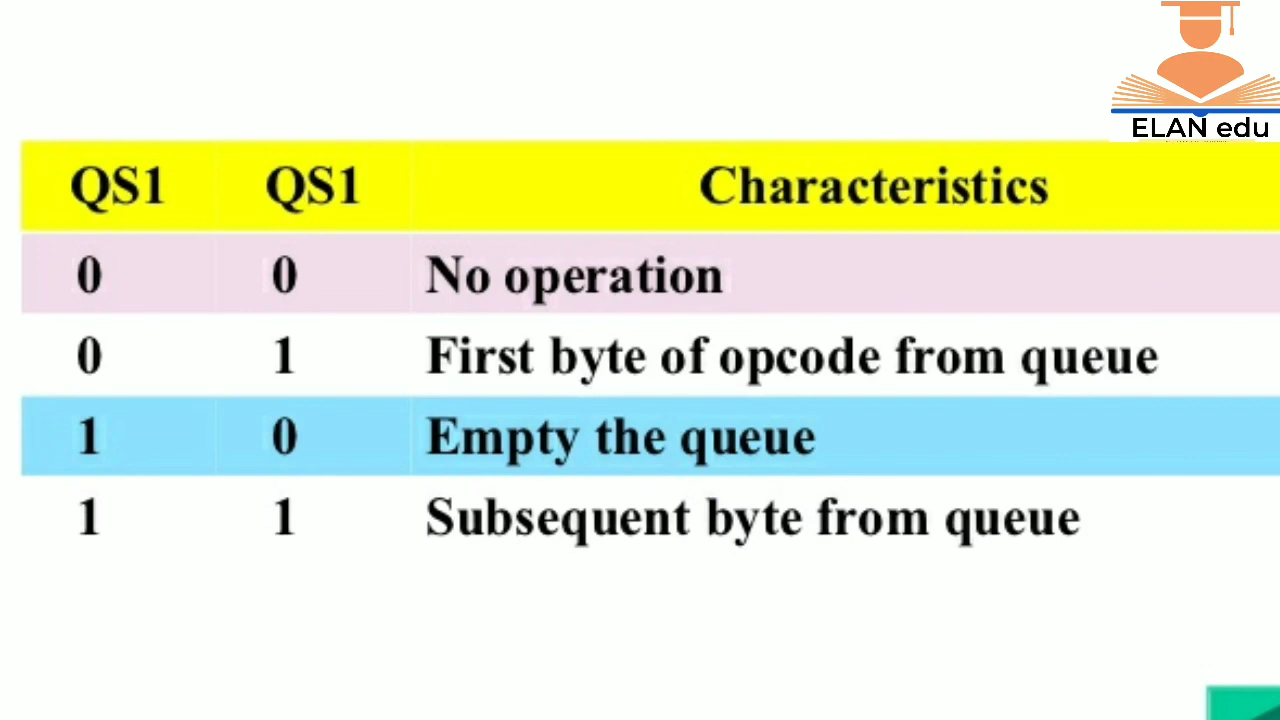 ELAN edu
QS1 QS1 Characteristics
0 0 No operation
0 1 First byte of opcode from queue
1 0 Empty the queue
1 1 Subsequent byte from queue